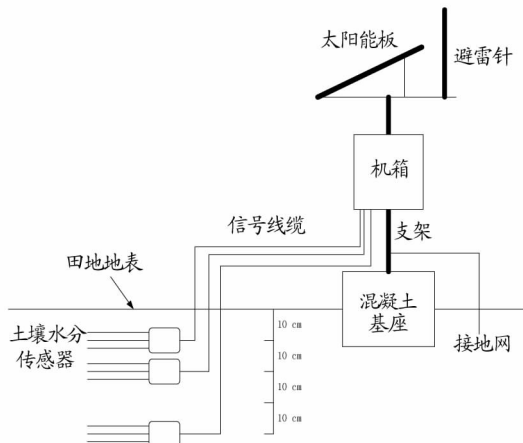 太阳能板
避雷针
机箱
信号线缆
支架
田地地表
混凝土
基座
土壤水分
传感器
接地网
10 cm
10 cm
10 cm
10 cm